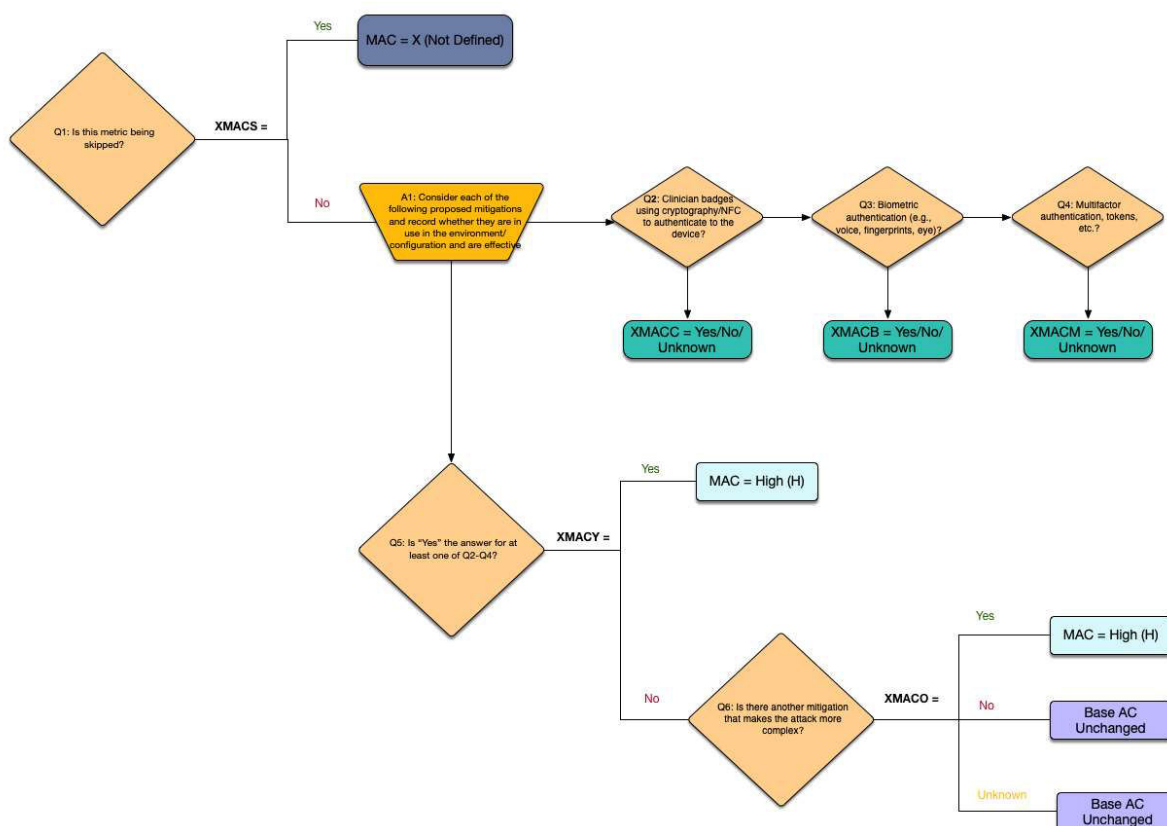 Yes
MAC = X (Not Defined)
Q1: Is this metric being
skipped?
XMACS =
No
A1: Consider each of the
following proposed mitigations
and record whether they are in
use in the environment/
configuration and are effective
Q2: Clinician badges
using cryptography/NFC
to authenticate to the
device?
Q3: Biometric
authentication (e.g.,
voice, fingerprints, eye)?
Q4: Multifactor
authentication, tokens,
etc.?
XMACC = Yes/No/
Unknown
XMACB = Yes/No/
Unknown
XMACM = Yes/No/
Unknown
Yes
MAC = High (H)
Q5: Is “Yes” the answer for at
least one of Q2-Q4?
XMACY =
No
Q6: Is there another mitigation
that makes the attack more
complex?
XMACO =
Yes
MAC = High (H)
No
Base AC
Unchanged
Unknown
Base AC
Unchanged